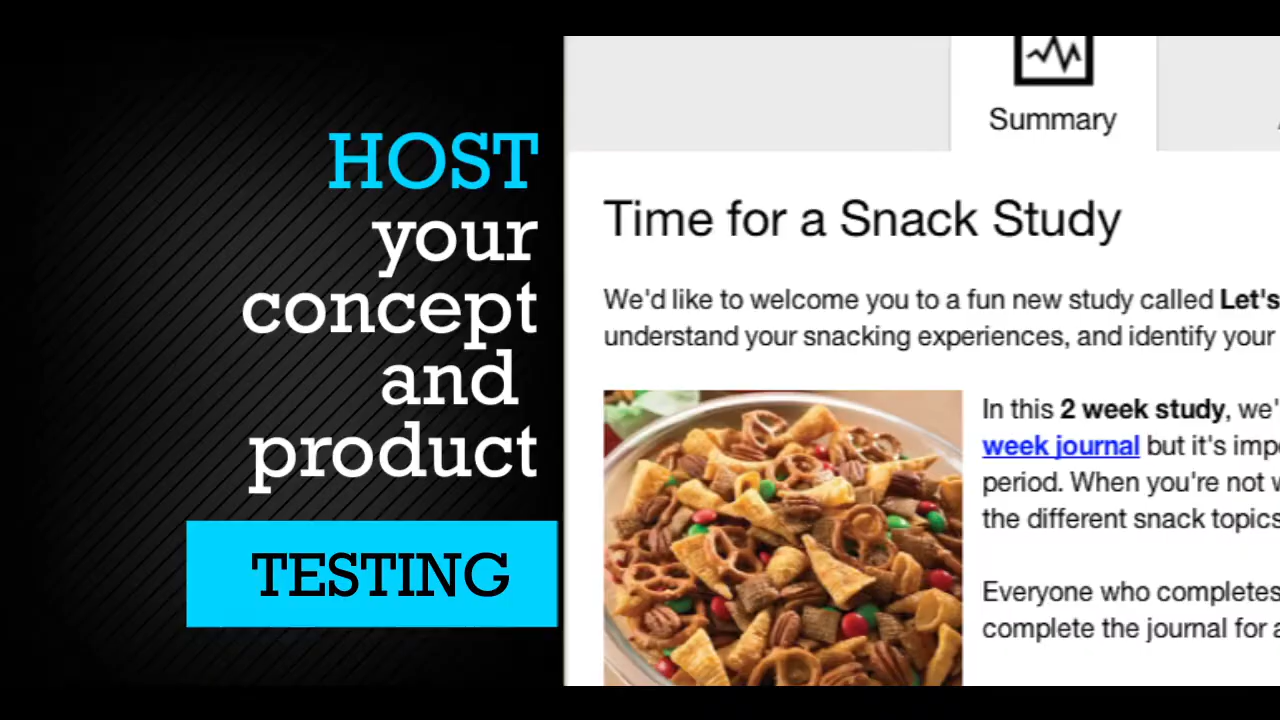 HOST
your
concept
and
product
TESTING
Summary
Time for a Snack Study
We'd like to welcome you to a fun new study called Let's
understand your snacking experiences, and identify your
In this 2 week study, we'
week journal but it's imp
period. When you're not w
the different snack topics
Everyone who completes
complete the journal for a